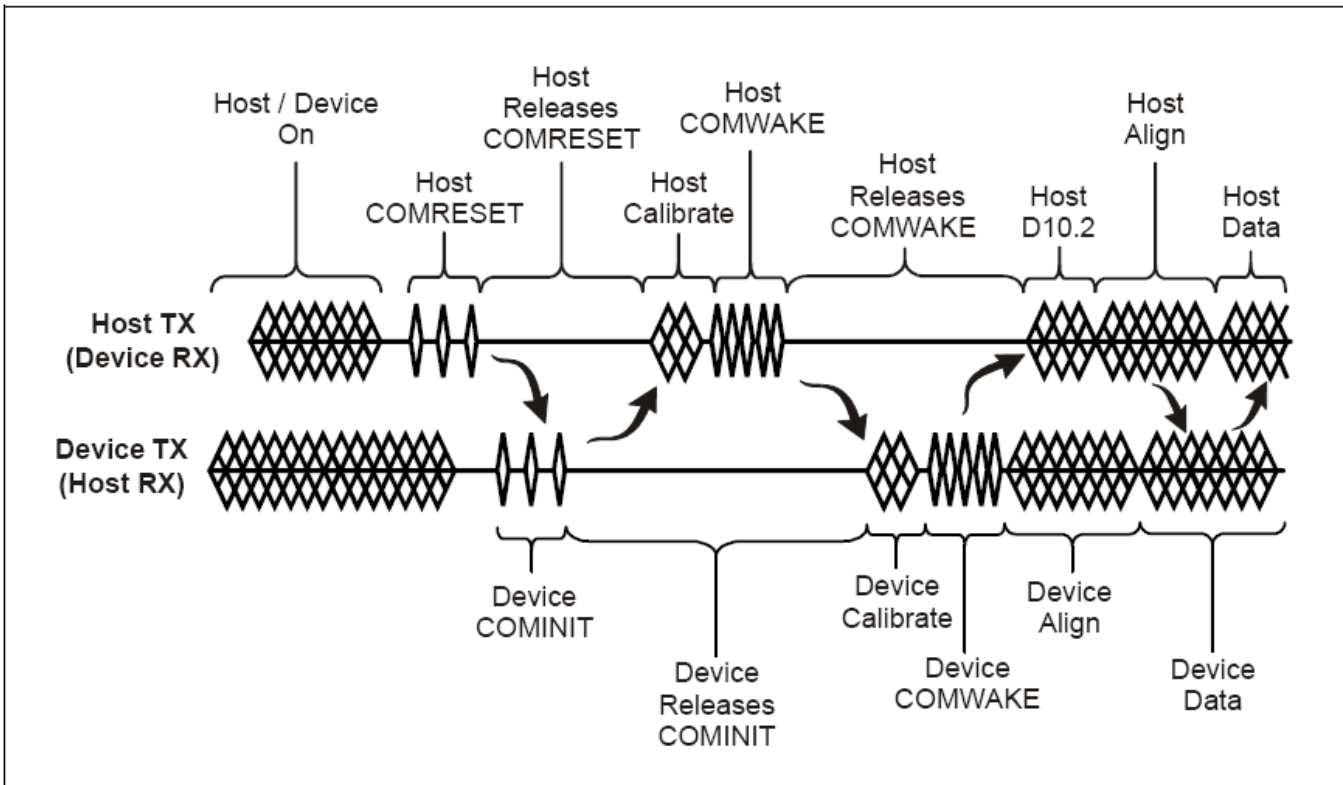 Host / Device
On
Host
COMRESET
Host
Releases
COMRESET
Host
Calibrate
Host
COMWAKE
Host
Releases
COMWAKE
Host
D10.2
Host
Align
Host
Data
Host TX
(Device RX)
Device TX
(Host RX)
Device
COMINIT
Device
Releases
COMINIT
Device
Calibrate
Device
COMWAKE
Device
Align
Device
Data